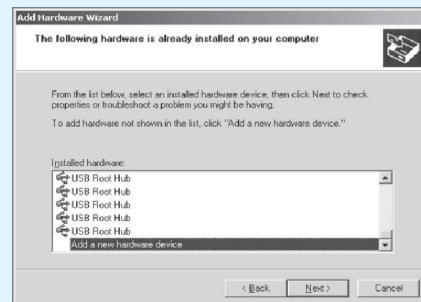 Add Hardware Wizard
The following hardware is already installed on your computer
From the list below, select an installed hardware device, then click Next to check
properties or troubleshoot a problem you might be having.
To add hardware not shown in the list, click "Add a new hardware device."
Installed hardware:
USB Root Hub
USB Root Hub
USB Root Hub
USB Root Hub
USB Root Hub
Add a new hardware device
< Back Next > Cancel